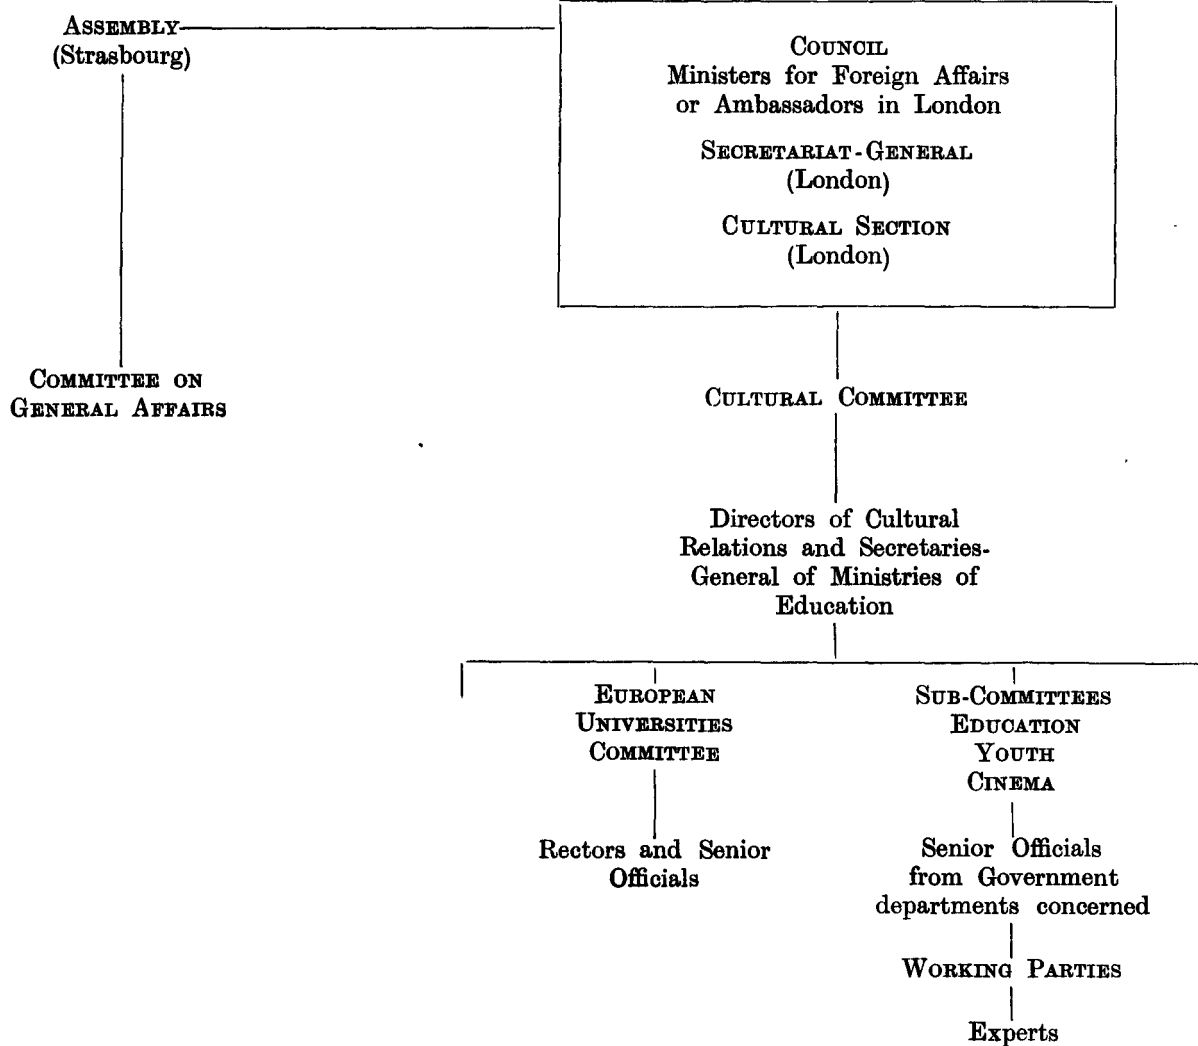 ASSEMBLY
(Strasbourg)
COUNCIL
Ministers for Foreign Affairs
or Ambassadors in London
SECRETARIAT-GENERAL
(London)
CULTURAL SECTION
(London)
COMMITTEE ON
GENERAL AFFAIRS
CULTURAL COMMITTEE
Directors of Cultural
Relations and Secretaries-
General of Ministries of
Education
EUROPEAN
UNIVERSITIES
COMMITTEE
Rectors and Senior
Officials
SUB-COMMITTEES
EDUCATION
YOUTH
CINEMA
Senior Officials
from Government
departments concerned
WORKING PARTIES
Experts